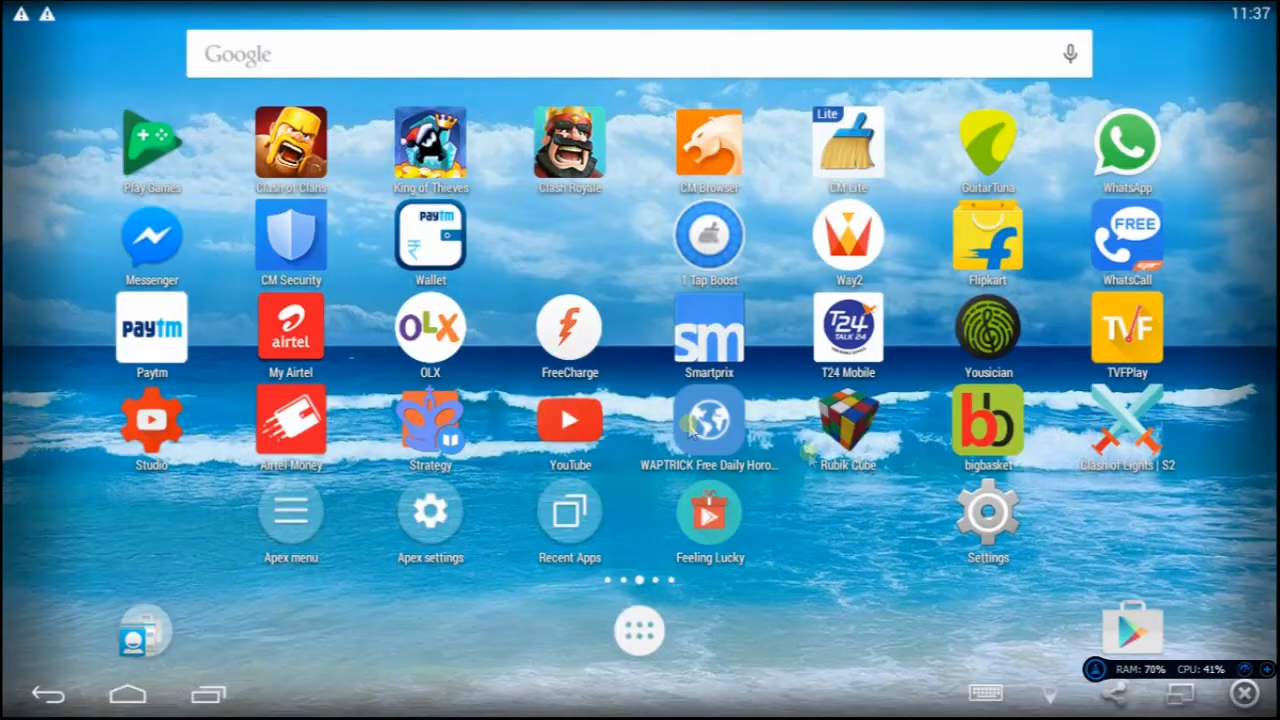 11:37
Google
Lite
Play Games
Clash of Clans
King of Thieves
Clash Royale
CM Browser
CM Lite
GuitarTuna
WhatsApp
Paytm
FREE
Messenger
CM Security
Wallet
1 Tap Boost
Way2
Flipkart
WhatsCall
Paytm
airtel
OLX
sm
T24
TALK 24
TVF
Paytm
My Airtel
OLX
FreeCharge
Smartprix
T24 Mobile
Yousician
TVFPlay
bb
Studio
Airtel Money
Strategy
YouTube
WAPTRICK Free Daily Horo...
Rubik Cube
bigbasket
Clash of Lights | S2
Apex menu
Apex settings
Recent Apps
Feeling Lucky
Settings
RAM: 70% CPU: 41%